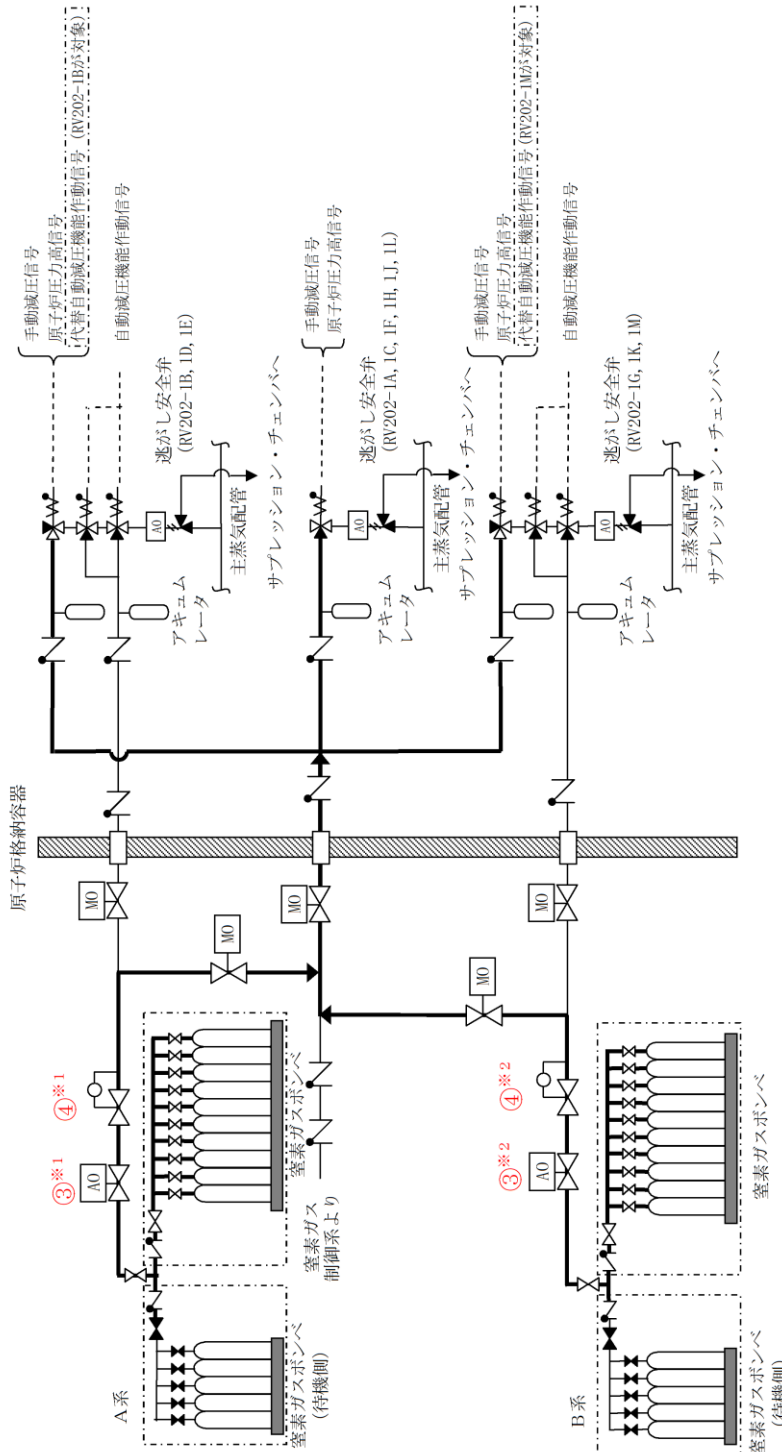 手動減圧信号
原子炉圧力高信号
代替自動減圧機能作動信号 (RV202-1Bが対象)
自動減圧機能作動信号
逃がし安全弁
(RV202-1B, 1D, 1E)
サプレッション・チェンバへ
主蒸気配管
AO
アキュム
レータ
手動減圧信号
原子炉圧力高信号
逃がし安全弁
(RV202-1A, 1C, 1F, 1H, 1J, 1L)
サプレッション・チェンバへ
主蒸気配管
AO
アキュム
レータ
手動減圧信号
原子炉圧力高信号
代替自動減圧機能作動信号 (RV202-1Mが対象)
自動減圧機能作動信号
逃がし安全弁
(RV202-1G, 1K, 1M)
サプレッション・チェンバへ
主蒸気配管
AO
アキュム
レータ
原子炉格納容器
MO
MO
MO
MO
MO
④※1
③※1
AO
窒素ガスボンベ
A系
窒素ガスボンベ
(待機側)
窒素ガス
制御系より
④※2
③※2
AO
窒素ガスボンベ
B系
窒素ガスボンベ
(待機側)